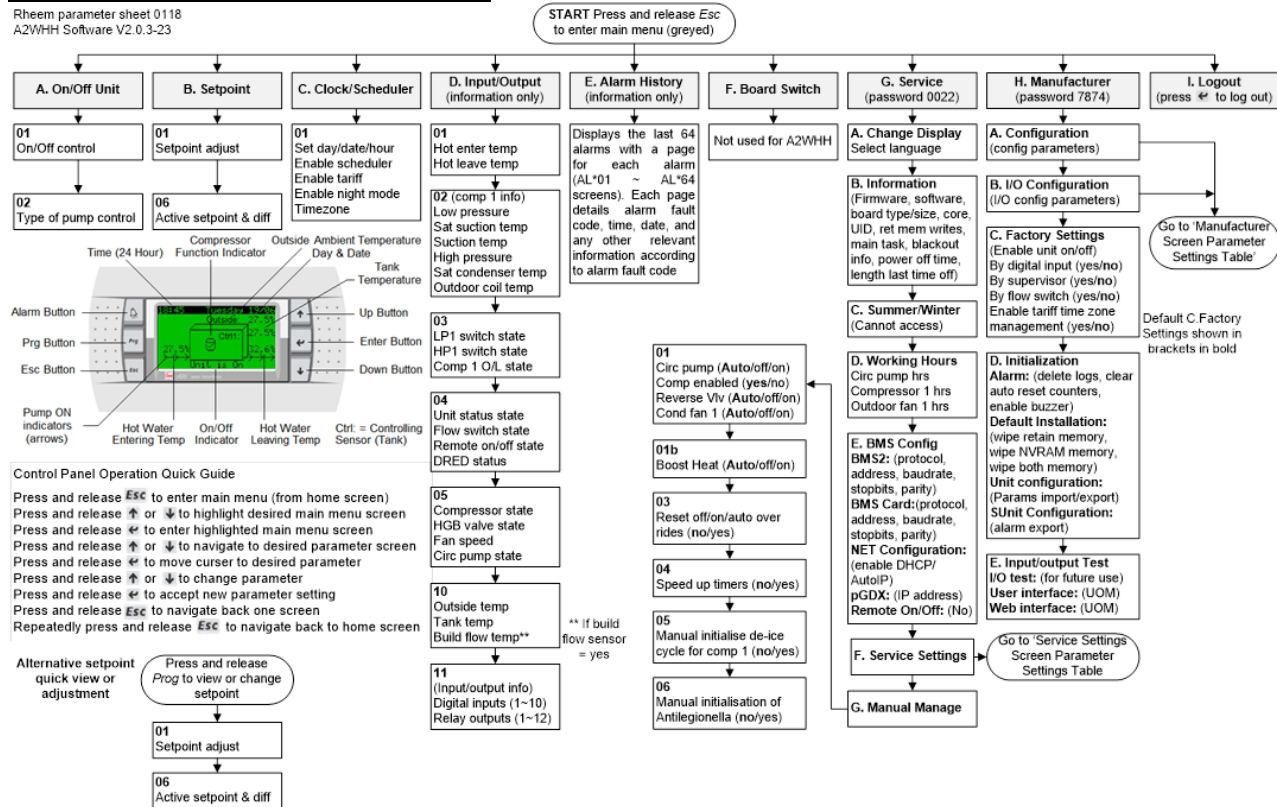 Rheem parameter sheet 0118
A2WHH Software V2.0.3-23
START Press and release Esc
to enter main menu (greyed)
A. On/Off Unit
01
On/Off control
02
Type of pump control
B. Setpoint
01
Setpoint adjust
06
Active setpoint & diff
C. Clock/Scheduler
01
Set day/date/hour
Enable scheduler
Enable tariff
Enable night mode
Timezone
D. Input/Output
(information only)
01
Hot enter temp
Hot leave temp
02 (comp 1 info)
Low pressure
Sat suction temp
Suction temp
High pressure
Sat condenser temp
Outdoor coil temp
03
LP1 switch state
HP1 switch state
Comp 1 O/L state
04
Unit status state
Flow switch state
Remote on/off state
DRED status
05
Compressor state
HGB valve state
Fan speed
Circ pump state
10
Outside temp
Tank temp
Build flow temp**
11
(Input/output info)
Digital inputs (1~10)
Relay outputs (1~12)
** If build
flow sensor
= yes
E. Alarm History
(information only)
Displays the last 64
alarms with a page
for each alarm
(AL*01 ~ AL*64
screens). Each page
details alarm fault
code, time, date, and
any other relevant
information according
to alarm fault code
F. Board Switch
Not used for A2WHH
G. Service
(password 0022)
A. Change Display
Select language
B. Information
(Firmware, software,
board type/size, core,
UID, ret mem writes,
main task, blackout
info, power off time,
length last time off)
C. Summer/Winter
(Cannot access)
D. Working Hours
Circ pump hrs
Compressor 1 hrs
Outdoor fan 1 hrs
E. BMS Config
BMS2: (protocol,
address, baudrate,
stopbits, parity)
BMS Card:(protocol,
address, baudrate,
stopbits, parity)
NET Configuration:
(enable DHCP/
AutoIP)
pGDX: (IP address)
Remote On/Off: (No)
F. Service Settings
Go to 'Service Settings
Screen Parameter
Settings Table
G. Manual Manage
01
Circ pump (Auto/off/on)
Comp enabled (yes/no)
Reverse Vlv (Auto/off/on)
Cond fan 1 (Auto/off/on)
01b
Boost Heat (Auto/off/on)
03
Reset off/on/auto over
rides (no/yes)
04
Speed up timers (no/yes)
05
Manual initialise de-ice
cycle for comp 1 (no/yes)
06
Manual initialisation of
Antilegionella (no/yes)
H. Manufacturer
(password 7874)
A. Configuration
(config parameters)
B. I/O Configuration
(I/O config parameters)
C. Factory Settings
(Enable unit on/off)
By digital input (yes/no)
By supervisor (yes/no)
By flow switch (yes/no)
Enable tariff time zone
management (yes/no)
D. Initialization
Alarm: (delete logs, clear
auto reset counters,
enable buzzer)
Default Installation:
(wipe retain memory,
wipe NVRAM memory,
wipe both memory)
Unit configuration:
(Params import/export)
SUnit Configuration:
(alarm export)
E. Input/output Test
I/O test: (for future use)
User interface: (UOM)
Web interface: (UOM)
I. Logout
(press ↵ to log out)
Go to 'Manufacturer
Screen Parameter
Settings Table'
Default C.Factory
Settings shown in
brackets in bold
Time (24 Hour)
Compressor
Function Indicator
Outside Ambient Temperature
Day & Date
Tank
Temperature
Alarm Button
Prg Button
Esc Button
Up Button
Enter Button
Down Button
Prg
Esc
18:45 Tuesday 19/06
Outside 27.5%
Ctrl: 27.5%
27.5% 32.6%
Unit is On
Pump ON
indicators
(arrows)
Hot Water
Entering Temp
On/Off
Indicator
Hot Water
Leaving Temp
Ctrl: = Controlling
Sensor (Tank)
Control Panel Operation Quick Guide
Press and release Esc to enter main menu (from home screen)
Press and release ↑ or ↓ to highlight desired main menu screen
Press and release ↵ to enter highlighted main menu screen
Press and release ↑ or ↓ to navigate to desired parameter screen
Press and release ↵ to move curser to desired parameter
Press and release ↑ or ↓ to change parameter
Press and release ↵ to accept new parameter setting
Press and release Esc to navigate back one screen
Repeatedly press and release Esc to navigate back to home screen
Alternative setpoint
quick view or
adjustment
Press and release
Prog to view or change
setpoint
01
Setpoint adjust
06
Active setpoint & diff